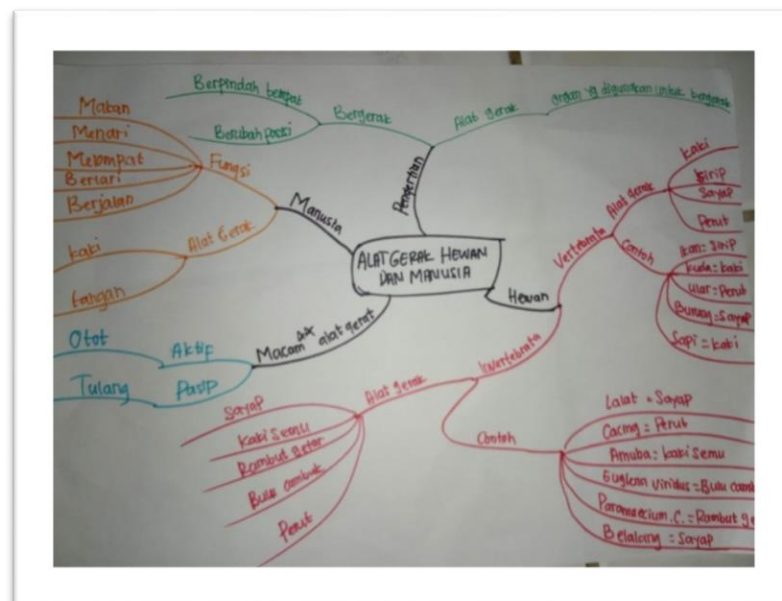 ALAT GERAK HEWAN
DAN MANUSIA
Pengertian
Bergerak
Berpindah tempat
Berubah posisi
Alat gerak
organ yg digunakan untuk bergerak
Manusia
Fungsi
Makan
Menari
Melompat
Berlari
Berjalan
Alat Gerak
kaki
tangan
Macam alat gerak
Aktif
Otot
Pasif
Tulang
Hewan
Vertebrata
Alat gerak
kaki
Sirip
Sayap
Perut
Contoh
Ikan = Sirip
kuda = kaki
ular = Perut
Burung = Sayap
Sapi = kaki
Invertebrata
Alat gerak
Sayap
kaki Semu
Rambut getar
Bulu cambuk
Perut
Contoh
Lalat = Sayap
Cacing = Perut
Amuba = kaki Semu
Euglena viridus = Bulu camb
Paramaecium.C. = Rambut ge
Belalang = Sayap